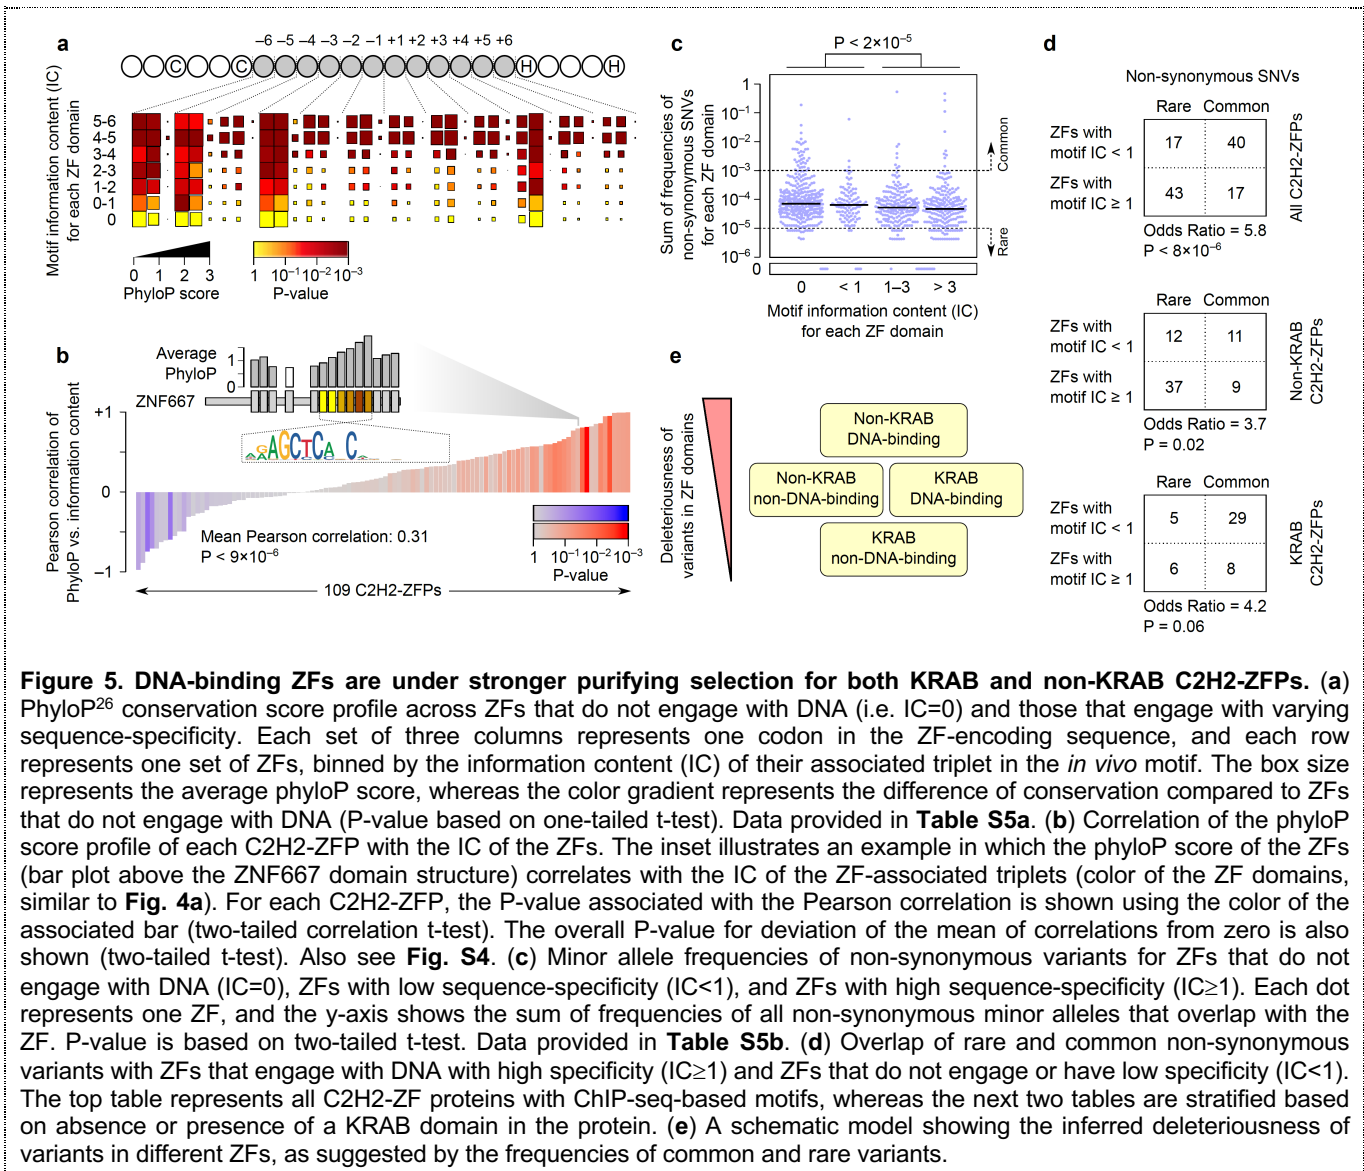 a
–6 –5 –4 –3 –2 –1 +1 +2 +3 +4 +5 +6
C C H H
Motif information content (IC)
for each ZF domain
5-6
4-5
3-4
2-3
1-2
0-1
0
0 1 2 3
PhyloP score
1 10⁻¹ 10⁻² 10⁻³
P-value
b
Average
PhyloP
1
0
ZNF667
AGCTCA C
Pearson correlation of
PhyloP vs. information content
+1
0
−1
Mean Pearson correlation: 0.31
P < 9×10⁻⁶
1 10⁻¹ 10⁻² 10⁻³
P-value
109 C2H2-ZFPs
c
P < 2×10⁻⁵
Sum of frequencies of
non-synonymous SNVs
for each ZF domain
1
10⁻¹
10⁻²
10⁻³
10⁻⁴
10⁻⁵
10⁻⁶
0
Common
Rare
0 < 1 1–3 > 3
Motif information content (IC)
for each ZF domain
d
Non-synonymous SNVs
Rare Common
ZFs with
motif IC < 1
17 40
ZFs with
motif IC ≥ 1
43 17
All C2H2-ZFPs
Odds Ratio = 5.8
P < 8×10⁻⁶
Rare Common
ZFs with
motif IC < 1
12 11
ZFs with
motif IC ≥ 1
37 9
Non-KRAB
C2H2-ZFPs
Odds Ratio = 3.7
P = 0.02
Rare Common
ZFs with
motif IC < 1
5 29
ZFs with
motif IC ≥ 1
6 8
KRAB
C2H2-ZFPs
Odds Ratio = 4.2
P = 0.06
e
Deleteriousness of
variants in ZF domains
Non-KRAB
DNA-binding
Non-KRAB
non-DNA-binding
KRAB
DNA-binding
KRAB
non-DNA-binding
Figure 5. DNA-binding ZFs are under stronger purifying selection for both KRAB and non-KRAB C2H2-ZFPs. (a)
PhyloP²⁶ conservation score profile across ZFs that do not engage with DNA (i.e. IC=0) and those that engage with varying
sequence-specificity. Each set of three columns represents one codon in the ZF-encoding sequence, and each row
represents one set of ZFs, binned by the information content (IC) of their associated triplet in the in vivo motif. The box size
represents the average phyloP score, whereas the color gradient represents the difference of conservation compared to ZFs
that do not engage with DNA (P-value based on one-tailed t-test). Data provided in Table S5a. (b) Correlation of the phyloP
score profile of each C2H2-ZFP with the IC of the ZFs. The inset illustrates an example in which the phyloP score of the ZFs
(bar plot above the ZNF667 domain structure) correlates with the IC of the ZF-associated triplets (color of the ZF domains,
similar to Fig. 4a). For each C2H2-ZFP, the P-value associated with the Pearson correlation is shown using the color of the
associated bar (two-tailed correlation t-test). The overall P-value for deviation of the mean of correlations from zero is also
shown (two-tailed t-test). Also see Fig. S4. (c) Minor allele frequencies of non-synonymous variants for ZFs that do not
engage with DNA (IC=0), ZFs with low sequence-specificity (IC<1), and ZFs with high sequence-specificity (IC≥1). Each dot
represents one ZF, and the y-axis shows the sum of frequencies of all non-synonymous minor alleles that overlap with the
ZF. P-value is based on two-tailed t-test. Data provided in Table S5b. (d) Overlap of rare and common non-synonymous
variants with ZFs that engage with DNA with high specificity (IC≥1) and ZFs that do not engage or have low specificity (IC<1).
The top table represents all C2H2-ZF proteins with ChIP-seq-based motifs, whereas the next two tables are stratified based
on absence or presence of a KRAB domain in the protein. (e) A schematic model showing the inferred deleteriousness of
variants in different ZFs, as suggested by the frequencies of common and rare variants.